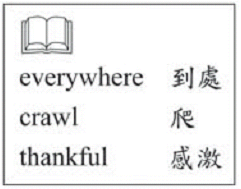 everywhere 到處
crawl 爬
thankful 感激